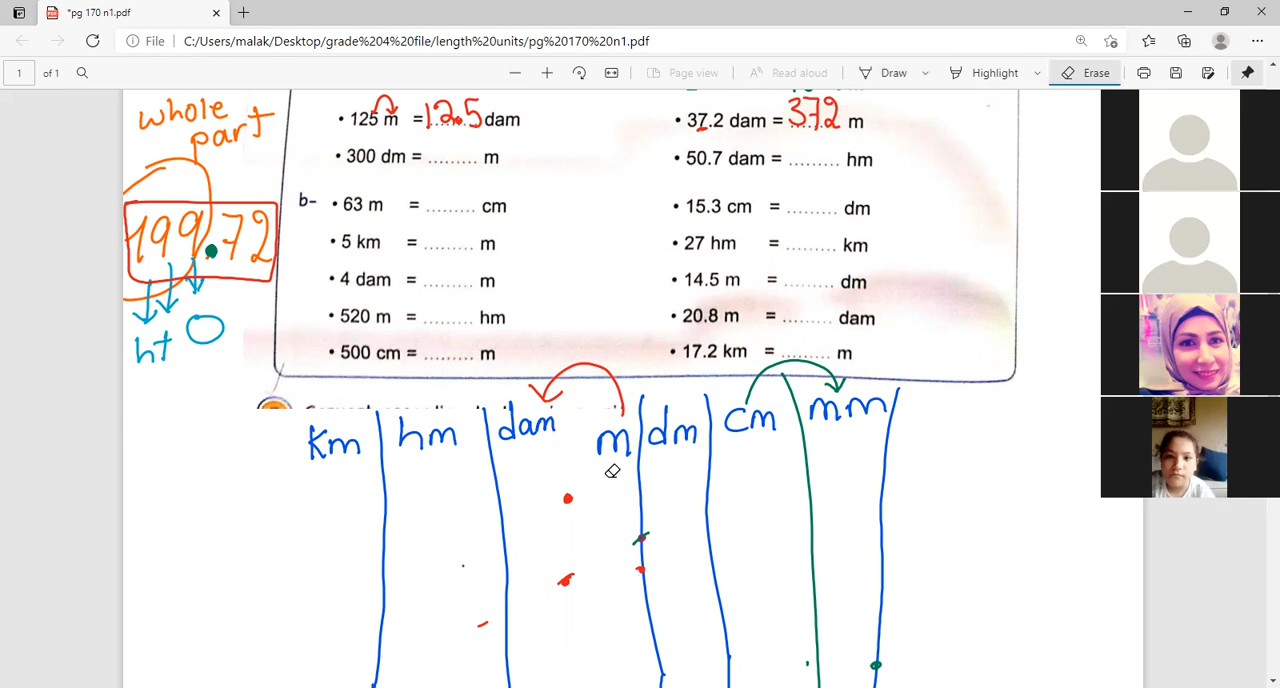 *pg 170 n1.pdf
File
C:/Users/malak/Desktop/grade%204%20file/length%20units/pg%20170%20n1.pdf
1 of 1
Page view
Read aloud
Draw
Highlight
Erase
whole part
199.72
ht O
• 125 m = 12.5 dam
• 37.2 dam = 372 m
• 300 dm = ......... m
• 50.7 dam = ......... hm
b- • 63 m = ......... cm
• 15.3 cm = ......... dm
• 5 km = ......... m
• 27 hm = ......... km
• 4 dam = ......... m
• 14.5 m = ......... dm
• 520 m = ......... hm
• 20.8 m = ......... dam
• 500 cm = ......... m
• 17.2 km = ......... m
Km hm dam m dm cm mm